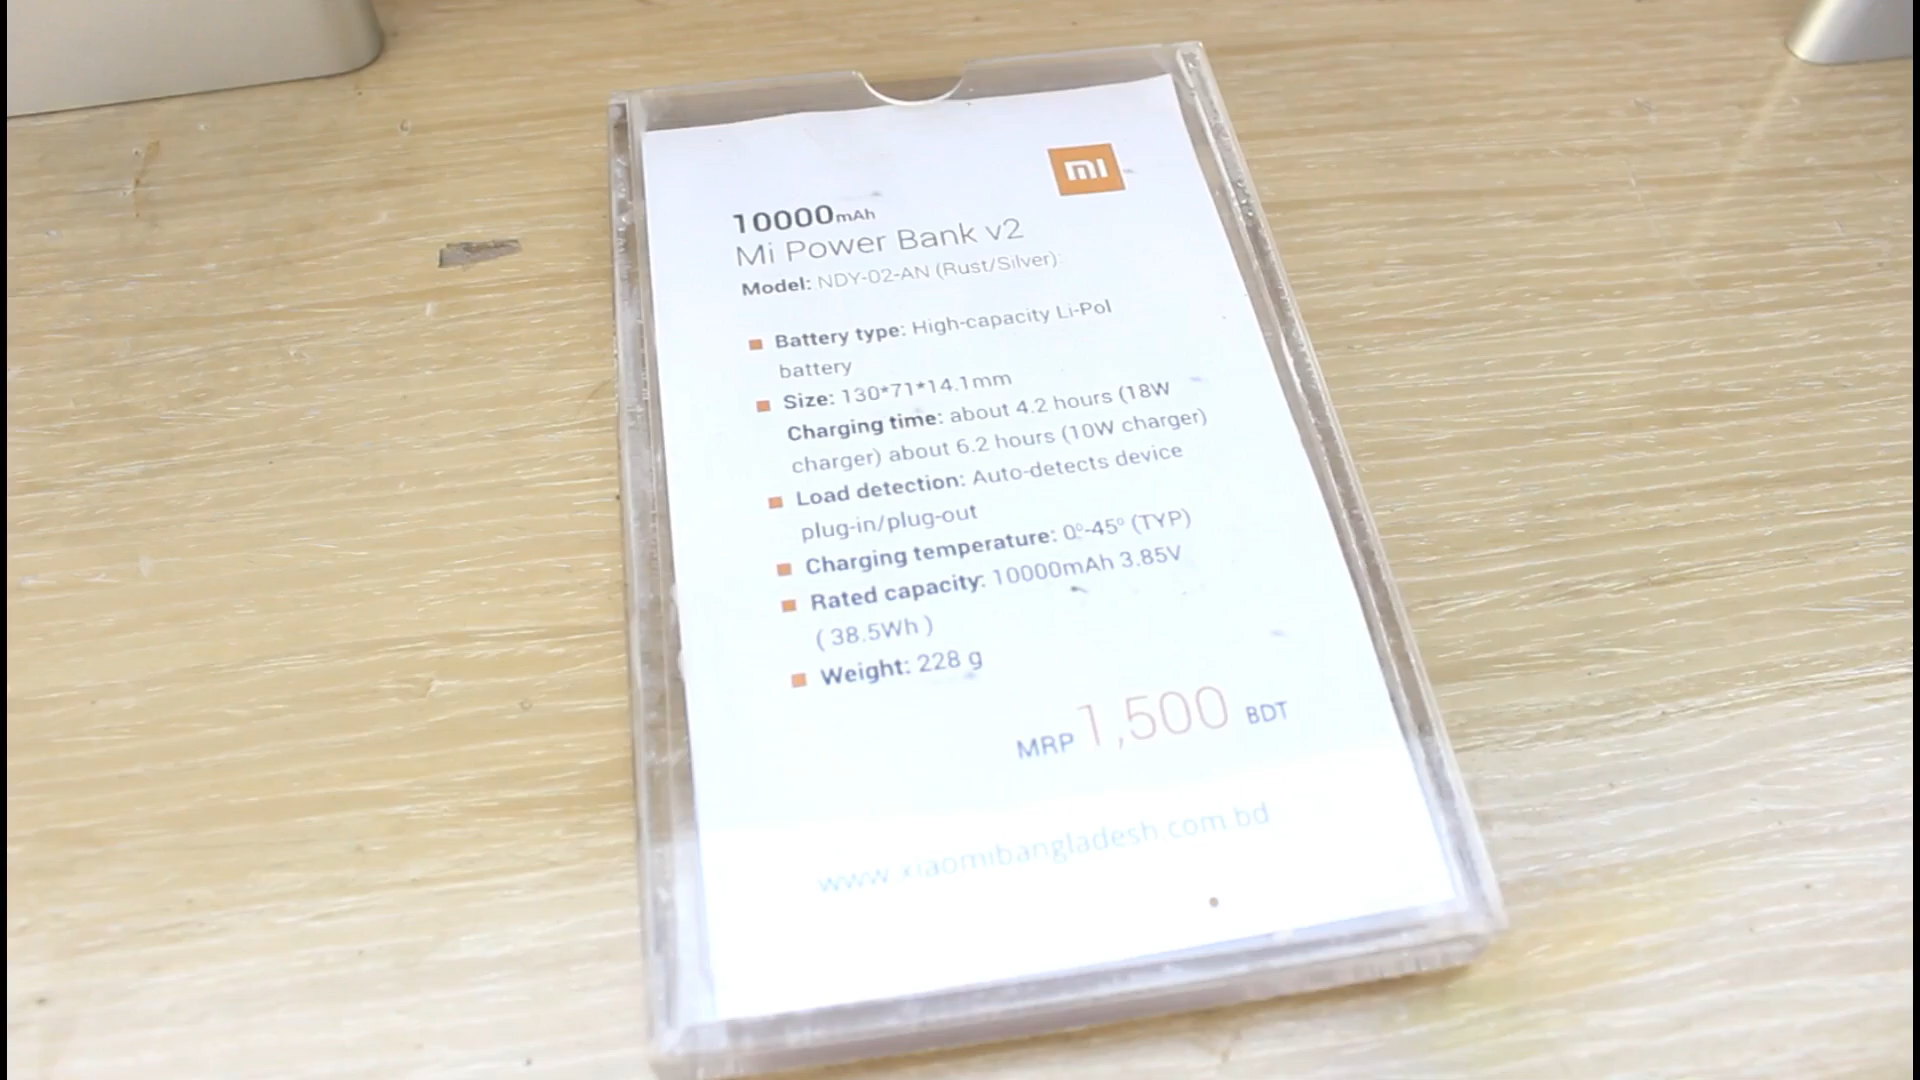 mi
10000mAh
Mi Power Bank v2
Model: NDY-02-AN (Rust/Silver):
Battery type: High-capacity Li-Pol
battery
Size: 130*71*14.1mm
Charging time: about 4.2 hours (18W
charger) about 6.2 hours (10W charger)
Load detection: Auto-detects device
plug-in/plug-out
Charging temperature: 0°-45° (TYP)
Rated capacity: 10000mAh 3.85V
( 38.5Wh )
Weight: 228 g
MRP 1,500 BDT
www.xiaomibangladesh.com.bd